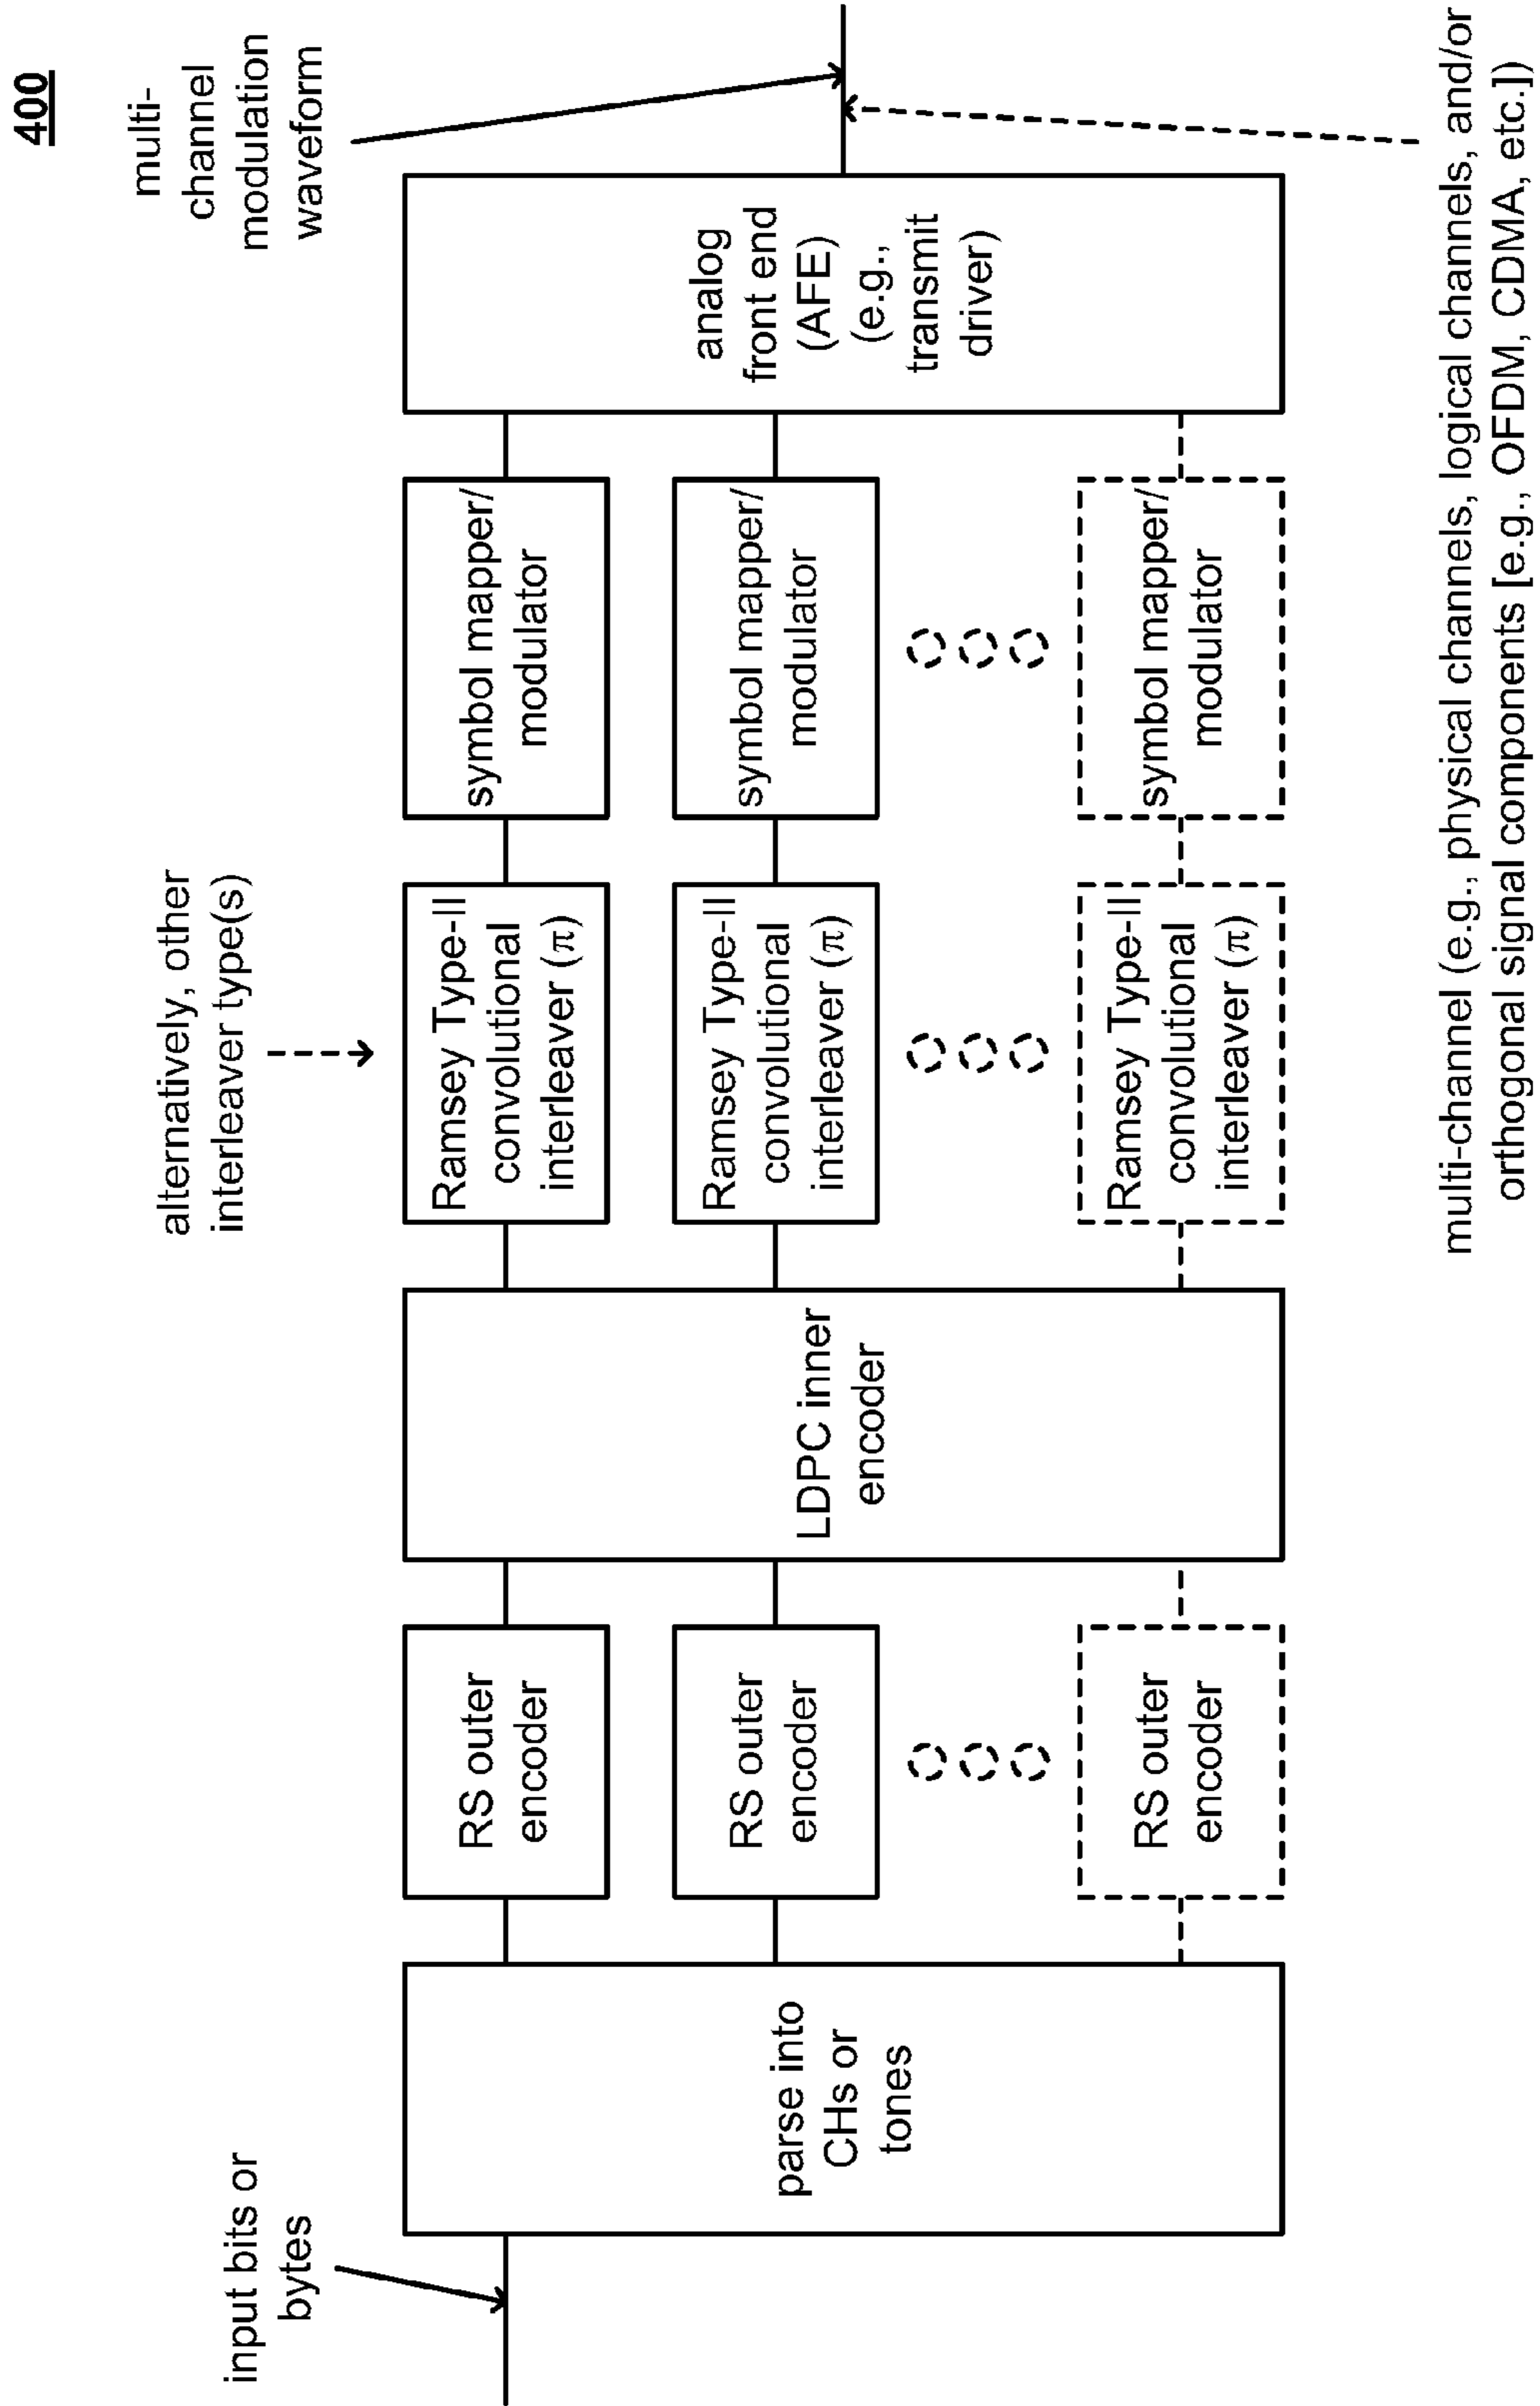 400
input bits or
bytes
alternatively, other
interleaver type(s)
multi-
channel
modulation
waveform
parse into
CHs or
tones
RS outer
encoder
RS outer
encoder
RS outer
encoder
LDPC inner
encoder
Ramsey Type-II
convolutional
interleaver (π)
Ramsey Type-II
convolutional
interleaver (π)
Ramsey Type-II
convolutional
interleaver (π)
symbol mapper/
modulator
symbol mapper/
modulator
symbol mapper/
modulator
analog
front end
(AFE)
(e.g.,
transmit
driver)
multi-channel (e.g., physical channels, logical channels, and/or
orthogonal signal components [e.g., OFDM, CDMA, etc.])